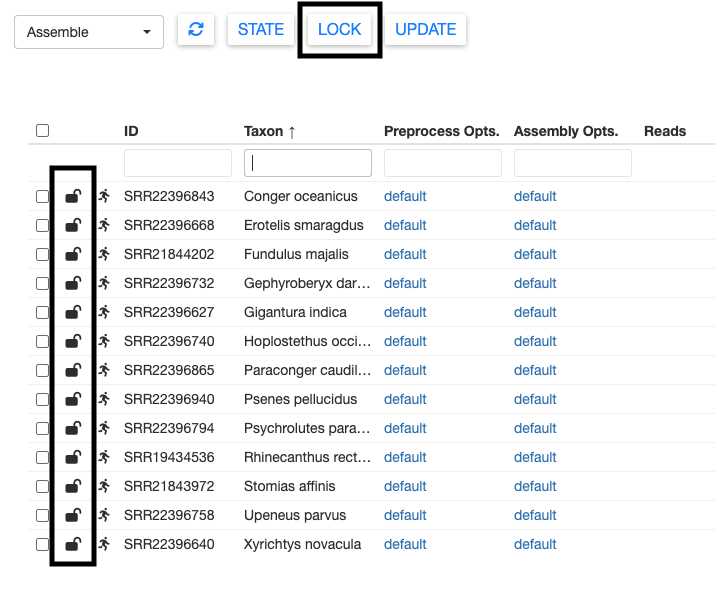 Assemble STATE LOCK UPDATE
ID Taxon ↑ Preprocess Opts. Assembly Opts. Reads
SRR22396843 Conger oceanicus default default
SRR22396668 Erotelis smaragdus default default
SRR21844202 Fundulus majalis default default
SRR22396732 Gephyroberyx dar... default default
SRR22396627 Gigantura indica default default
SRR22396740 Hoplostethus occi... default default
SRR22396865 Paraconger caudil... default default
SRR22396940 Psenes pellucidus default default
SRR22396794 Psychrolutes para... default default
SRR19434536 Rhinecanthus rect... default default
SRR21843972 Stomias affinis default default
SRR22396758 Upeneus parvus default default
SRR22396640 Xyrichtys novacula default default